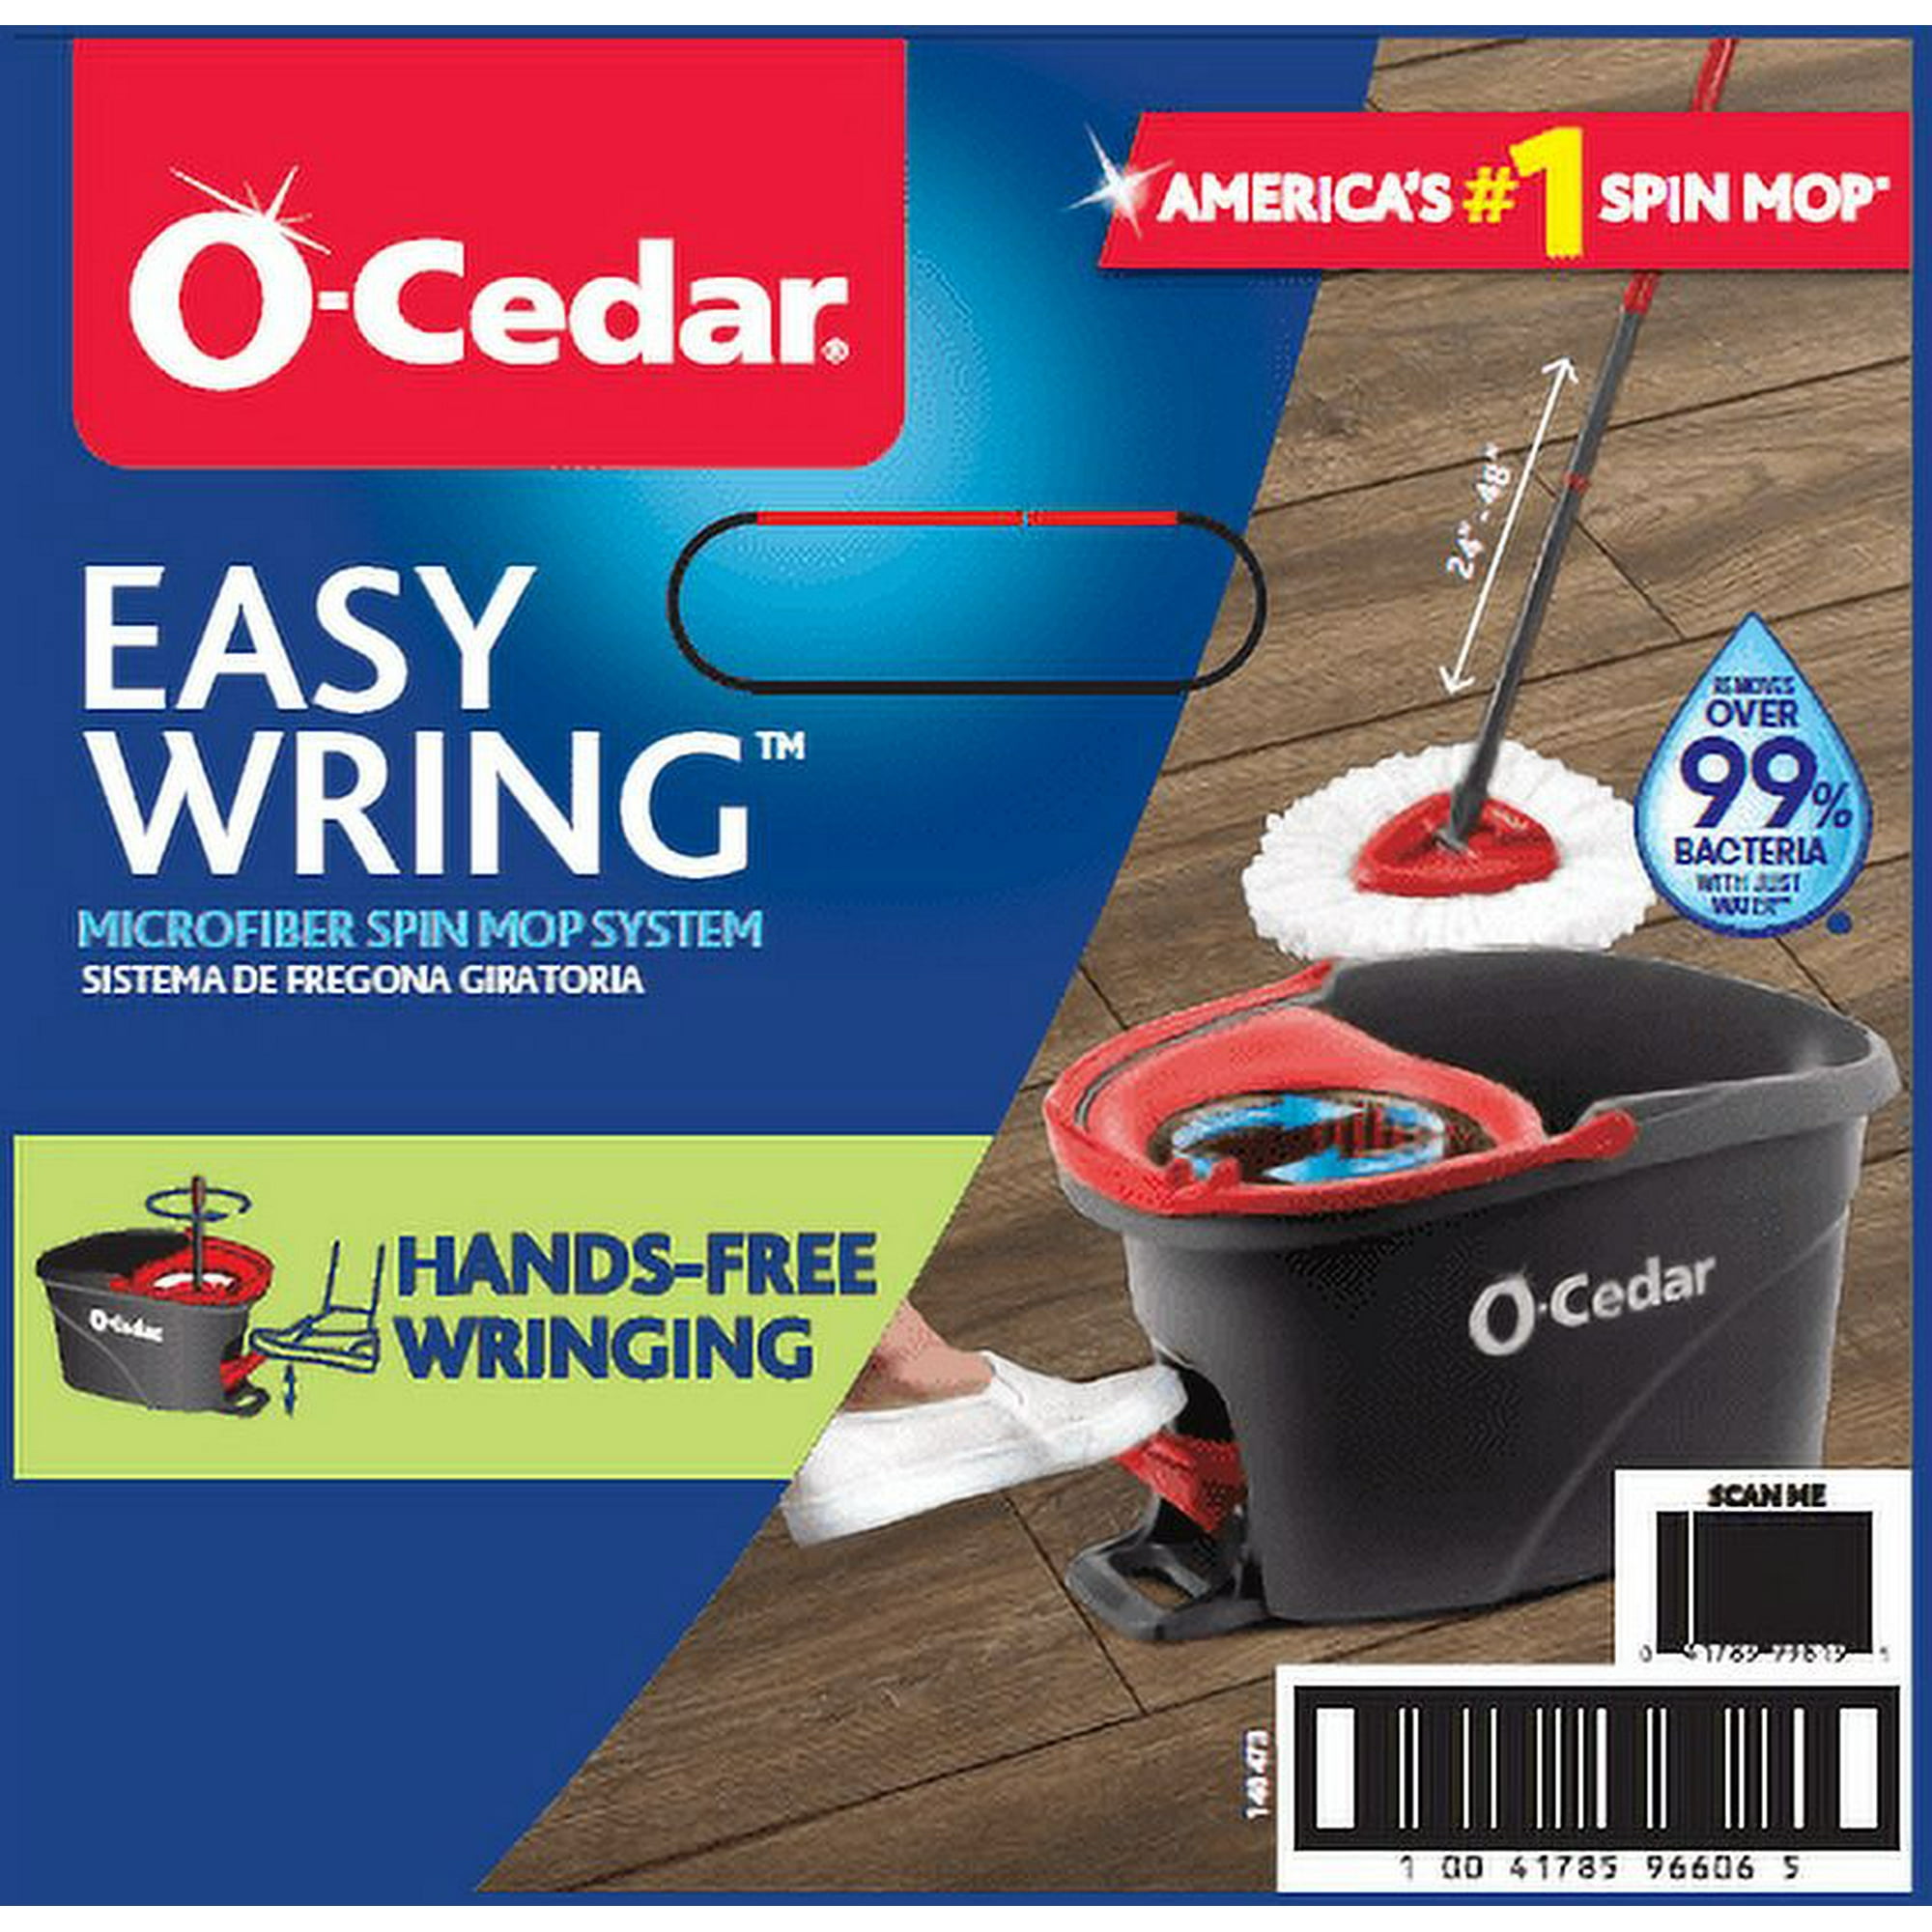 O-Cedar®
AMERICA'S #1 SPIN MOP*
24" - 48"
EASY
WRING™
MICROFIBER SPIN MOP SYSTEM
SISTEMA DE FREGONA GIRATORIA
REMOVES
OVER
99%
BACTERIA
WITH JUST
WATER**
O-Cedar
HANDS-FREE
WRINGING
O-Cedar
SCAN ME
1 00 41785 96606 5